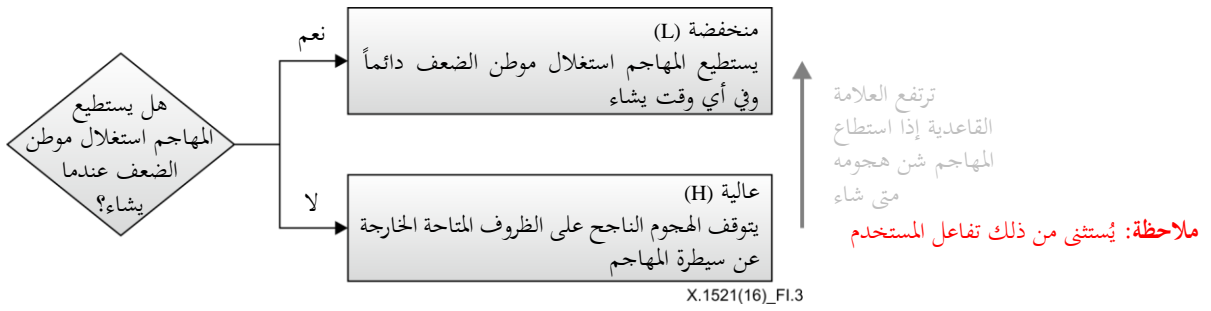 هل يستطيع
المهاجم استغلال موطن
الضعف عندما
يشاء؟
نعم
منخفضة (L)
يستطيع المهاجم استغلال موطن الضعف دائماً
وفي أي وقت يشاء
لا
عالية (H)
يتوقف الهجوم الناجح على الظروف المتاحة الخارجة
عن سيطرة المهاجم
ترتفع العلامة
القاعدية إذا استطاع
المهاجم شن هجومه
متى شاء
ملاحظة: يُستثنى من ذلك تفاعل المستخدم
X.1521(16)_FI.3